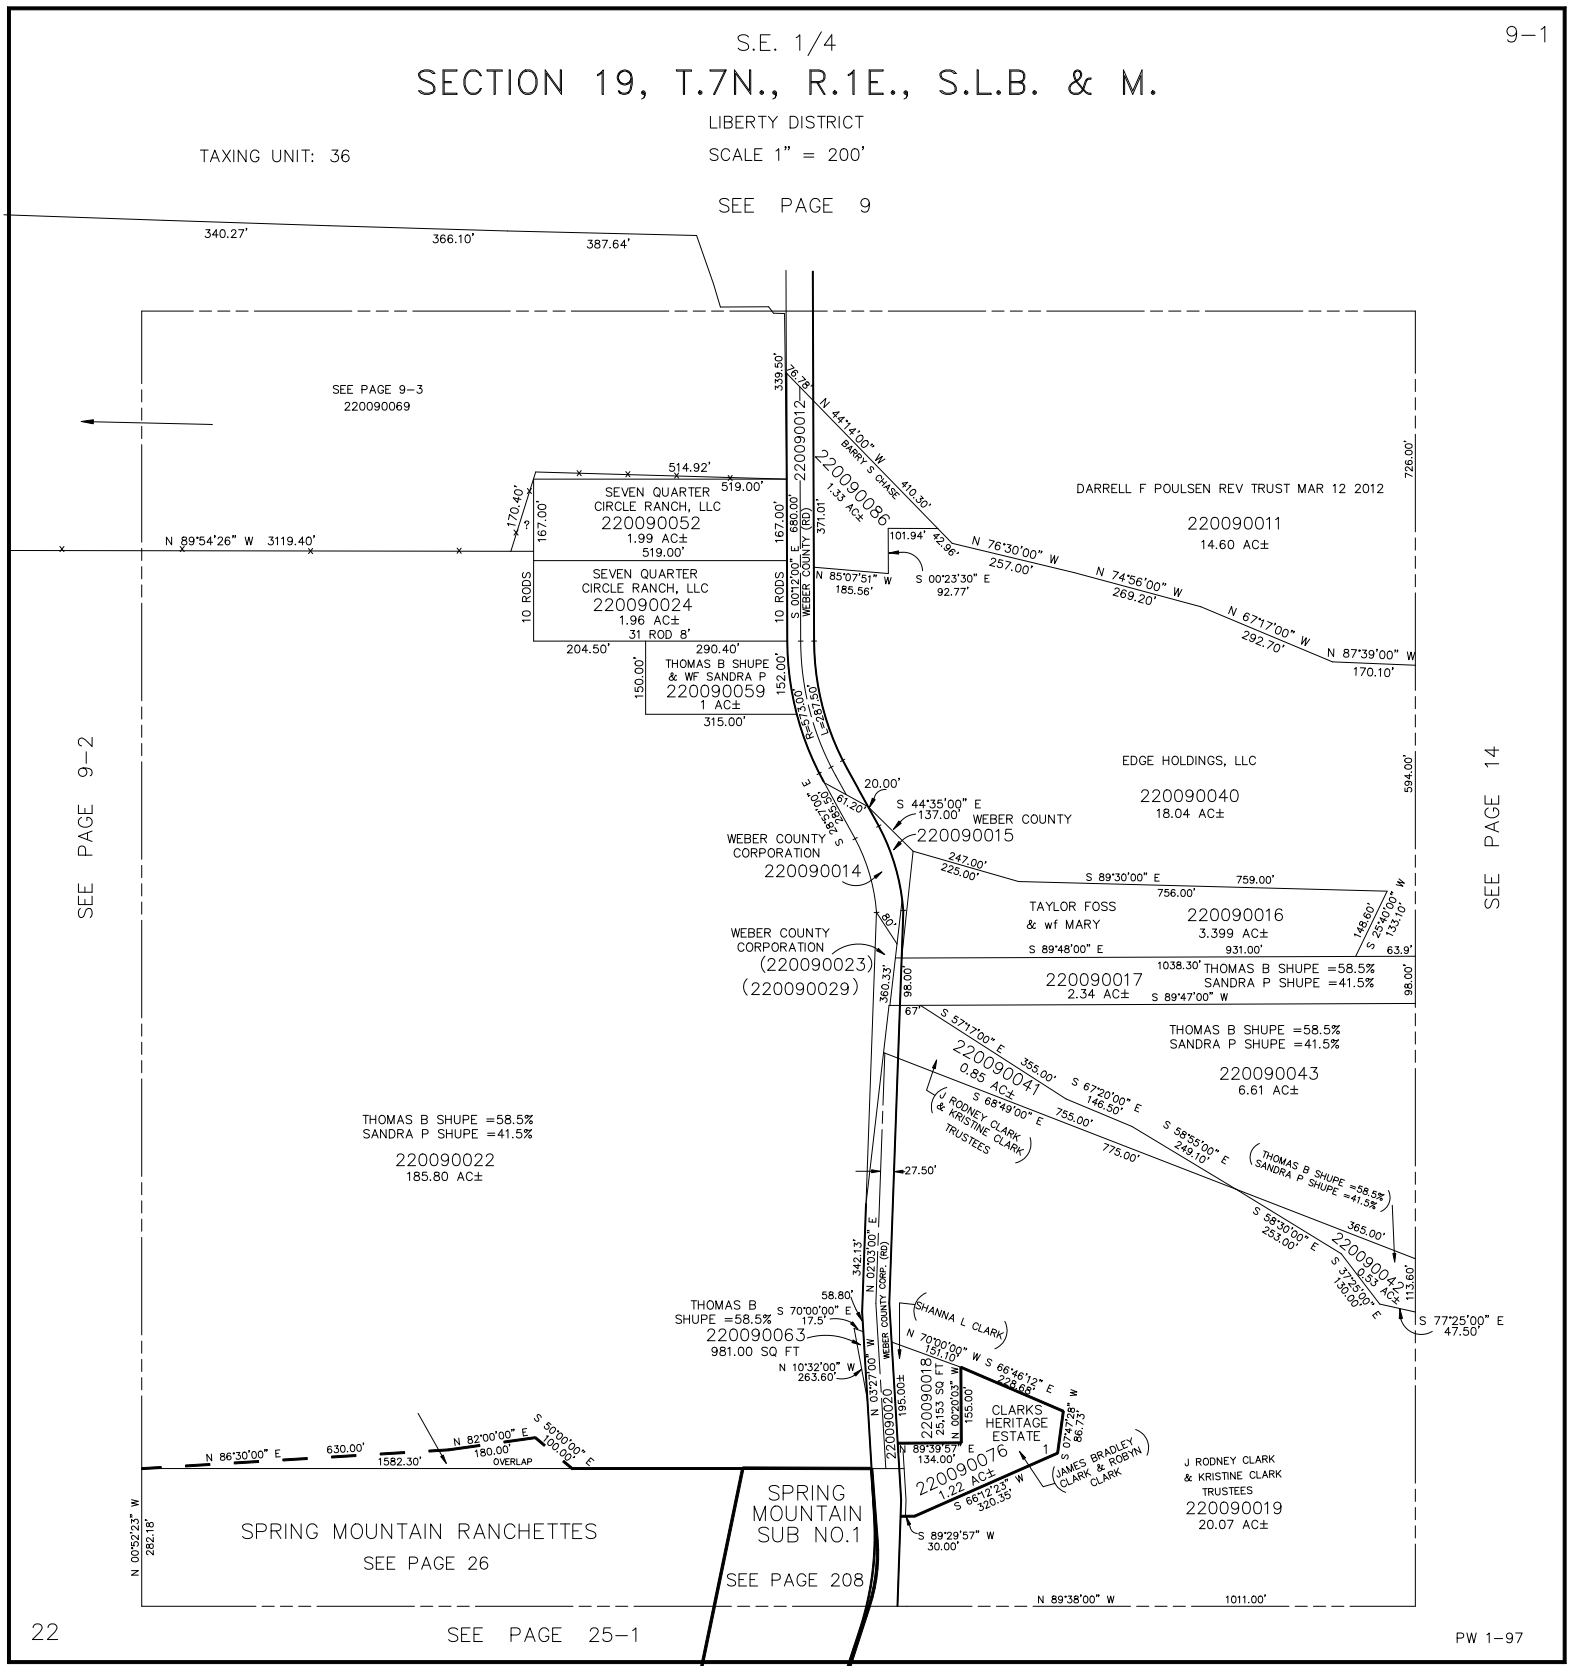 S.E. 1/4
9-1
SECTION 19, T.7N., R.1E., S.L.B. & M.
LIBERTY DISTRICT
TAXING UNIT: 36
SCALE 1" = 200'
SEE PAGE 9
340.27'
366.10'
387.64'
339.50'
76.78'
N 44°14'00" W
410.30'
BARRY S CHASE
220090086
1.33 AC±
220090012
SEE PAGE 9-3
220090069
726.00'
514.92'
519.00'
170.40'
?
167.00'
SEVEN QUARTER
CIRCLE RANCH, LLC
220090052
1.99 AC±
519.00'
167.00'
680.00'
S 00°12'00" E
371.01'
WEBER COUNTY (RD)
N 89°54'26" W 3119.40'
DARRELL F POULSEN REV TRUST MAR 12 2012
220090011
14.60 AC±
101.94'
42.96'
N 76°30'00" W
257.00'
N 85°07'51" W
185.56'
S 00°23'30" E
92.77'
N 74°56'00" W
269.20'
N 67°17'00" W
292.70'
N 87°39'00" W
170.10'
10 RODS
SEVEN QUARTER
CIRCLE RANCH, LLC
220090024
1.96 AC±
31 ROD 8'
10 RODS
204.50'
290.40'
150.00'
THOMAS B SHUPE
& WF SANDRA P
220090059
1 AC±
152.00'
315.00'
R=573.00'
L=287.50'
SEE PAGE 9-2
SEE PAGE 14
EDGE HOLDINGS, LLC
220090040
18.04 AC±
594.00'
20.00'
61.20'
S 28°57'00" E
285.50'
S 44°35'00" E
137.00'
WEBER COUNTY
220090015
WEBER COUNTY
CORPORATION
220090014
247.00'
225.00'
S 89°30'00" E
759.00'
756.00'
TAYLOR FOSS
& wf MARY
220090016
3.399 AC±
148.60'
S 25°40'00" W
133.10'
80'
WEBER COUNTY
CORPORATION
(220090023)
(220090029)
S 89°48'00" E
931.00'
63.9'
360.33'
98.00'
1038.30'
220090017
2.34 AC±
THOMAS B SHUPE =58.5%
SANDRA P SHUPE =41.5%
98.00'
S 89°47'00" W
67'
THOMAS B SHUPE =58.5%
SANDRA P SHUPE =41.5%
220090043
6.61 AC±
S 57°17'00" E
355.00'
220090041
0.85 AC±
S 67°20'00" E
146.50'
S 68°49'00" E
755.00'
775.00'
(J RODNEY CLARK
& KRISTINE CLARK
TRUSTEES)
S 58°55'00" E
249.10'
(THOMAS B SHUPE =58.5%
SANDRA P SHUPE =41.5%)
THOMAS B SHUPE =58.5%
SANDRA P SHUPE =41.5%
220090022
185.80 AC±
27.50'
S 58°30'00" E
253.00'
365.00'
220090042
0.53 AC±
113.60'
S 37°25'00" E
130.00'
S 77°25'00" E
47.50'
342.13'
N 02°03'00" E
WEBER COUNTY CORP. (RD)
58.80'
THOMAS B
SHUPE =58.5%
220090063
981.00 SQ FT
S 70°00'00" E
17.5'
N 10°32'00" W
263.60'
N 03°27'00" W
220090020
(SHANNA L CLARK)
N 70°00'00" W
151.10'
195.00±
220090018
25,153 SQ FT
N 00°20'03" W
155.00'
S 66°46'12" E
228.68'
CLARKS
HERITAGE
ESTATE
1
S 07°47'28" W
86.73'
N 89°39'57" E
134.00'
220090076
1.22 AC±
S 66°12'23" W
320.35'
(JAMES BRADLEY
CLARK & ROBYN
CLARK)
S 89°29'57" W
30.00'
J RODNEY CLARK
& KRISTINE CLARK
TRUSTEES
220090019
20.07 AC±
N 86°30'00" E
630.00'
1582.30'
N 82°00'00" E
180.00'
OVERLAP
S 50°00'00" E
100.00'
N 00°52'23" W
282.18'
SPRING MOUNTAIN RANCHETTES
SEE PAGE 26
SPRING
MOUNTAIN
SUB NO.1
SEE PAGE 208
N 89°38'00" W
1011.00'
22
SEE PAGE 25-1
PW 1-97